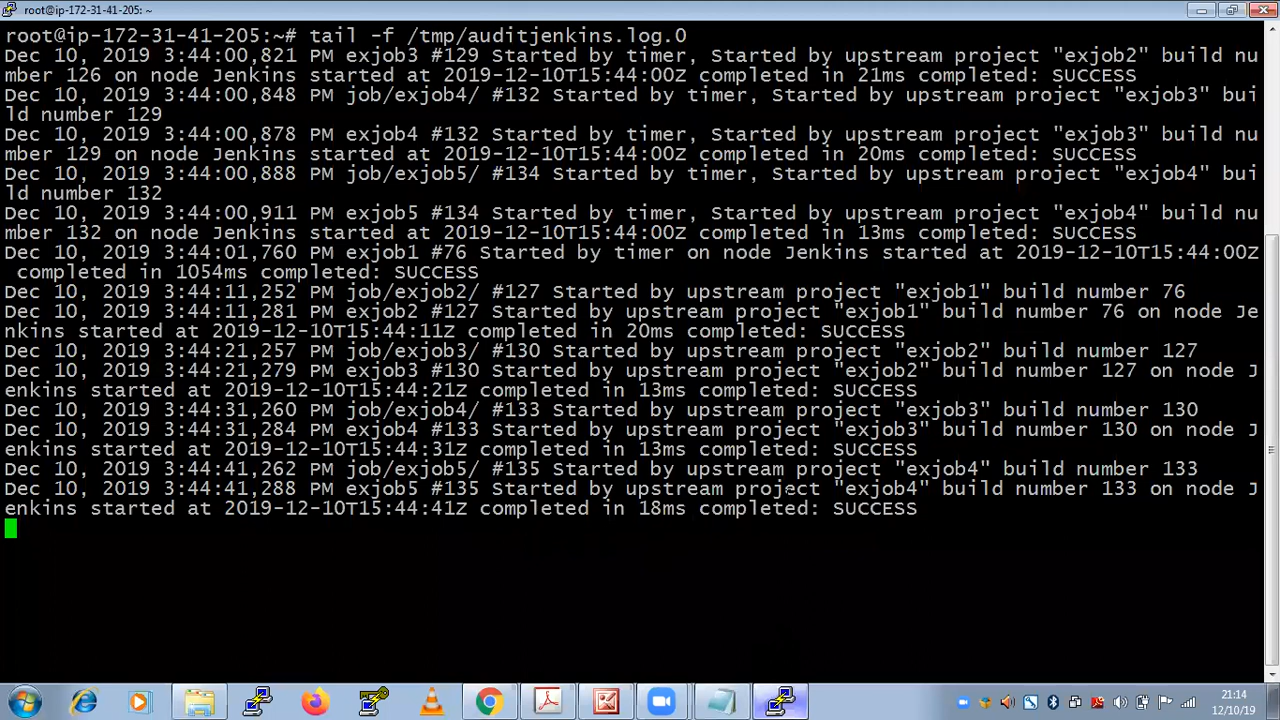 root@ip-172-31-41-205: ~
root@ip-172-31-41-205:~# tail -f /tmp/auditjenkins.log.0
Dec 10, 2019 3:44:00,821 PM exjob3 #129 Started by timer, Started by upstream project "exjob2" build nu
mber 126 on node Jenkins started at 2019-12-10T15:44:00Z completed in 21ms completed: SUCCESS
Dec 10, 2019 3:44:00,848 PM job/exjob4/ #132 Started by timer, Started by upstream project "exjob3" bui
ld number 129
Dec 10, 2019 3:44:00,878 PM exjob4 #132 Started by timer, Started by upstream project "exjob3" build nu
mber 129 on node Jenkins started at 2019-12-10T15:44:00Z completed in 20ms completed: SUCCESS
Dec 10, 2019 3:44:00,888 PM job/exjob5/ #134 Started by timer, Started by upstream project "exjob4" bui
ld number 132
Dec 10, 2019 3:44:00,911 PM exjob5 #134 Started by timer, Started by upstream project "exjob4" build nu
mber 132 on node Jenkins started at 2019-12-10T15:44:00Z completed in 13ms completed: SUCCESS
Dec 10, 2019 3:44:01,760 PM exjob1 #76 Started by timer on node Jenkins started at 2019-12-10T15:44:00Z
completed in 1054ms completed: SUCCESS
Dec 10, 2019 3:44:11,252 PM job/exjob2/ #127 Started by upstream project "exjob1" build number 76
Dec 10, 2019 3:44:11,281 PM exjob2 #127 Started by upstream project "exjob1" build number 76 on node Je
nkins started at 2019-12-10T15:44:11Z completed in 20ms completed: SUCCESS
Dec 10, 2019 3:44:21,257 PM job/exjob3/ #130 Started by upstream project "exjob2" build number 127
Dec 10, 2019 3:44:21,279 PM exjob3 #130 Started by upstream project "exjob2" build number 127 on node J
enkins started at 2019-12-10T15:44:21Z completed in 13ms completed: SUCCESS
Dec 10, 2019 3:44:31,260 PM job/exjob4/ #133 Started by upstream project "exjob3" build number 130
Dec 10, 2019 3:44:31,284 PM exjob4 #133 Started by upstream project "exjob3" build number 130 on node J
enkins started at 2019-12-10T15:44:31Z completed in 13ms completed: SUCCESS
Dec 10, 2019 3:44:41,262 PM job/exjob5/ #135 Started by upstream project "exjob4" build number 133
Dec 10, 2019 3:44:41,288 PM exjob5 #135 Started by upstream project "exjob4" build number 133 on node J
enkins started at 2019-12-10T15:44:41Z completed in 18ms completed: SUCCESS
21:14
12/10/19